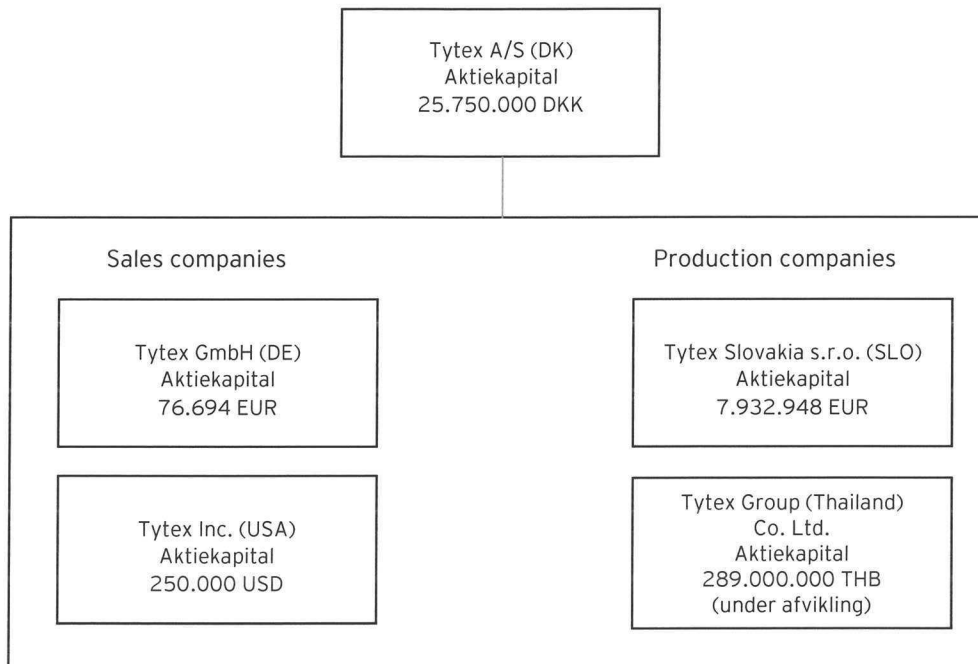 Tytex A/S (DK)
Aktiekapital
25.750.000 DKK
Sales companies
Tytex GmbH (DE)
Aktiekapital
76.694 EUR
Tytex Inc. (USA)
Aktiekapital
250.000 USD
Production companies
Tytex Slovakia s.r.o. (SLO)
Aktiekapital
7.932.948 EUR
Tytex Group (Thailand)
Co. Ltd.
Aktiekapital
289.000.000 THB
(under afvikling)